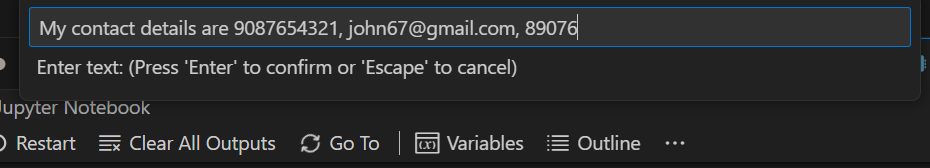 My contact details are 9087654321, john67@gmail.com, 89076
Enter text: (Press 'Enter' to confirm or 'Escape' to cancel)
Jupyter Notebook
Restart Clear All Outputs Go To (x) Variables Outline ...